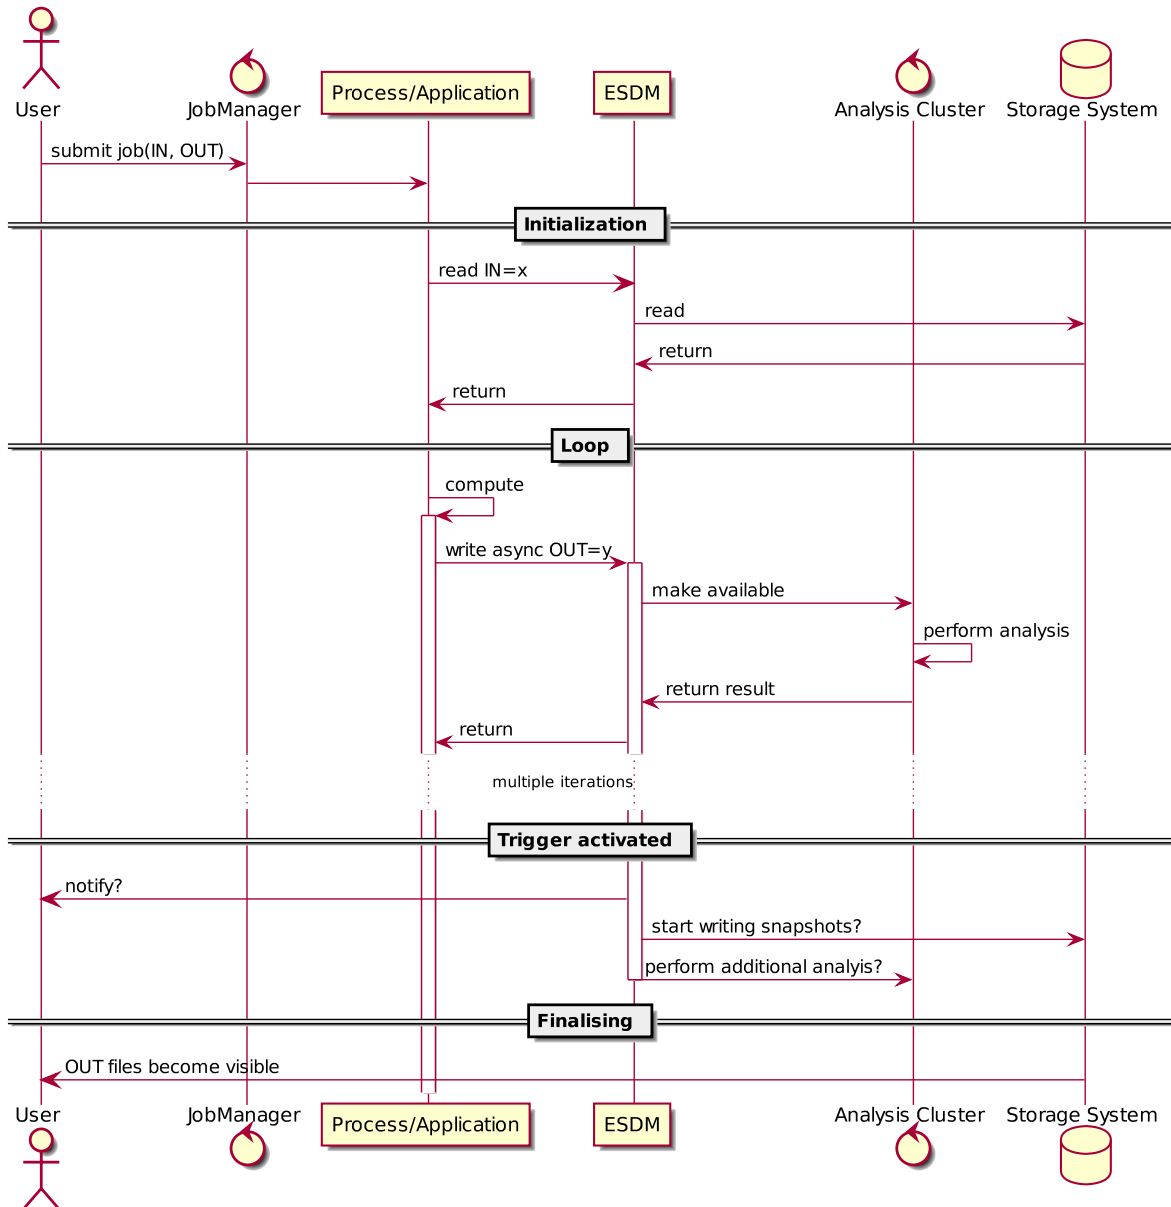 User
JobManager
Process/Application
ESDM
Analysis Cluster
Storage System
submit job(IN, OUT)
Initialization
read IN=x
read
return
return
Loop
compute
write async OUT=y
make available
perform analysis
return result
return
multiple iterations
Trigger activated
notify?
start writing snapshots?
perform additional analyis?
Finalising
OUT files become visible
User
JobManager
Process/Application
ESDM
Analysis Cluster
Storage System